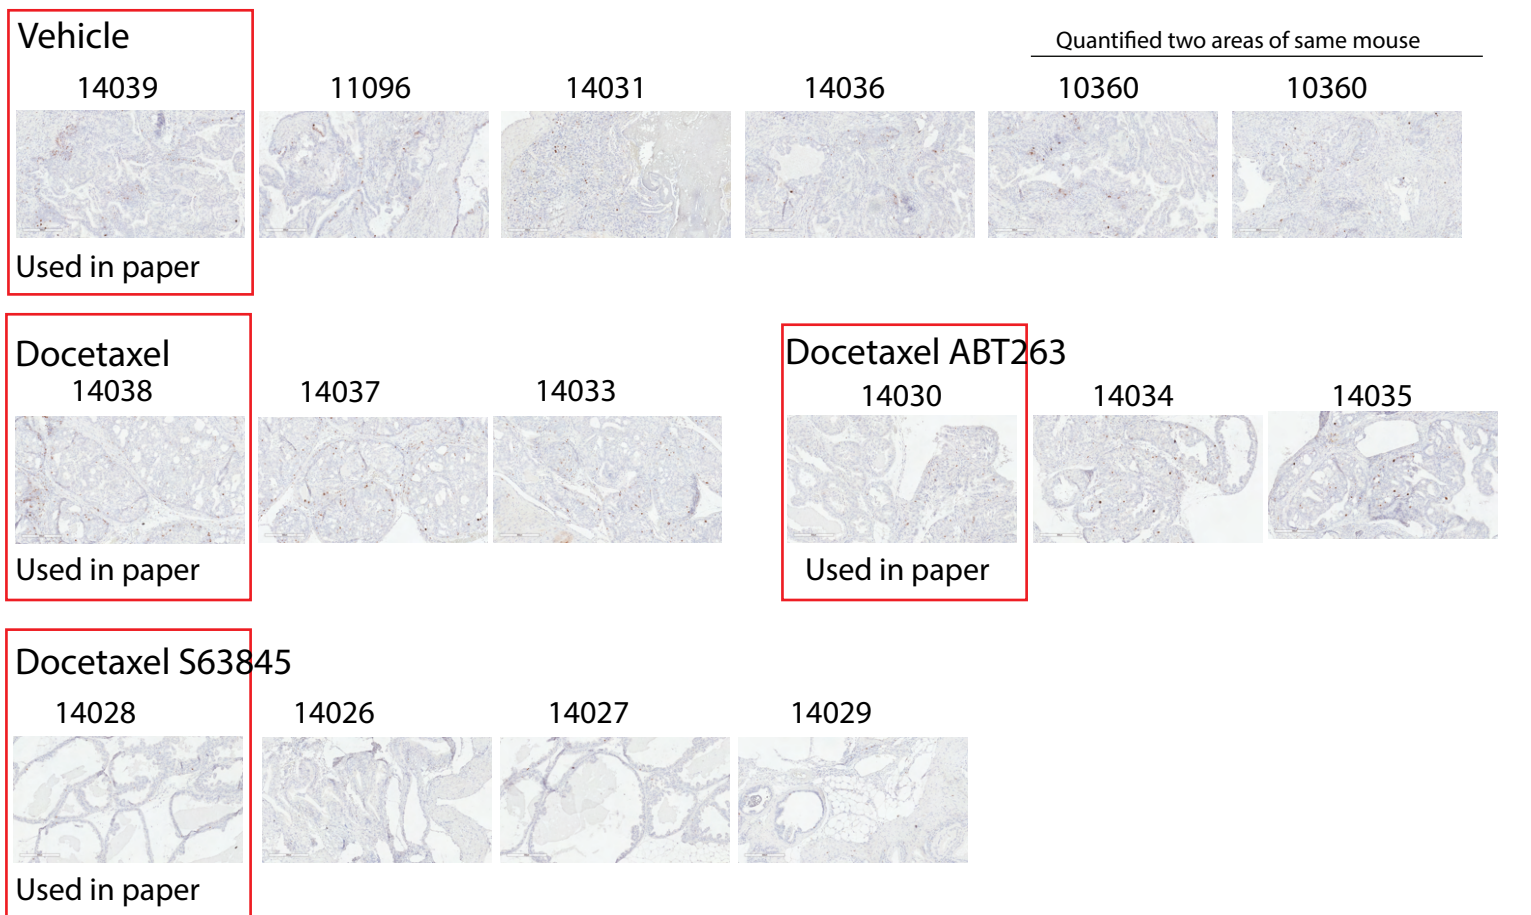 Vehicle
Quantified two areas of same mouse
14039 11096 14031 14036 10360 10360
Used in paper
Docetaxel
14038 14037 14033
Used in paper
Docetaxel ABT263
14030 14034 14035
Used in paper
Docetaxel S63845
14028 14026 14027 14029
Used in paper